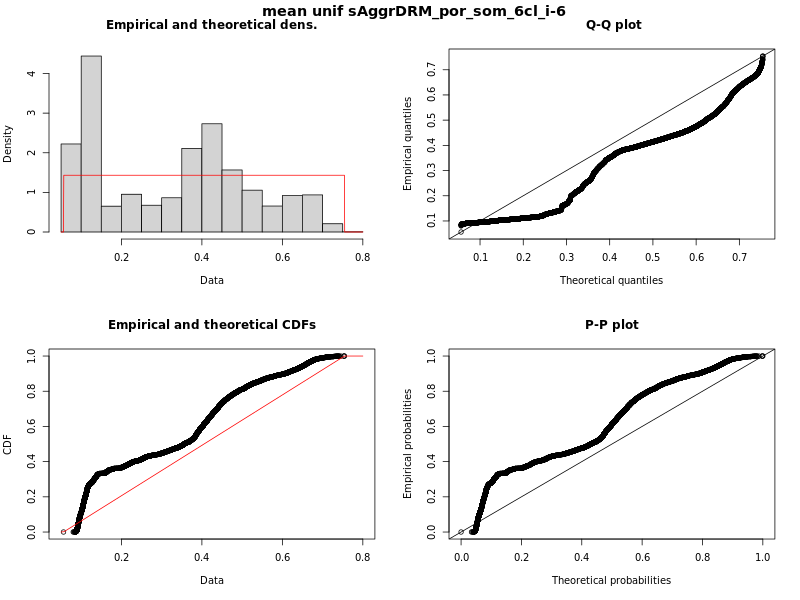 mean unif sAggrDRM_por_som_6cl_i-6
Empirical and theoretical dens.
Density
0 1 2 3 4
0.2 0.4 0.6 0.8
Data
Q-Q plot
Empirical quantiles
0.1 0.2 0.3 0.4 0.5 0.6 0.7
0.1 0.2 0.3 0.4 0.5 0.6 0.7
Theoretical quantiles
Empirical and theoretical CDFs
CDF
0.0 0.2 0.4 0.6 0.8 1.0
0.2 0.4 0.6 0.8
Data
P-P plot
Empirical probabilities
0.0 0.2 0.4 0.6 0.8 1.0
0.0 0.2 0.4 0.6 0.8 1.0
Theoretical probabilities